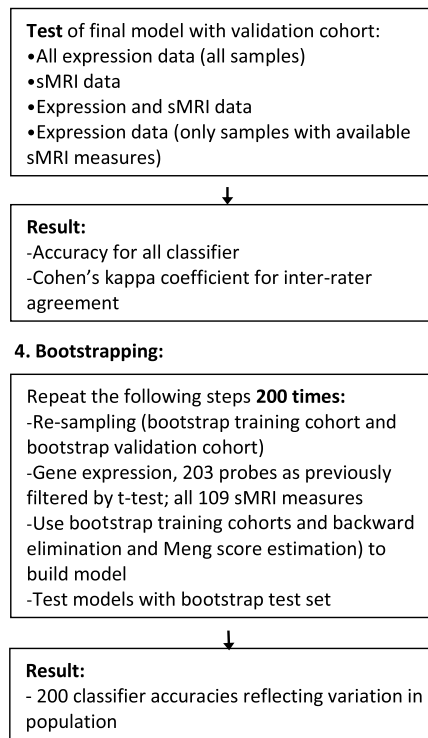 Test of final model with validation cohort:
•All expression data (all samples)
•sMRI data
•Expression and sMRI data
•Expression data (only samples with available
sMRI measures)
Result:
-Accuracy for all classifier
-Cohen's kappa coefficient for inter-rater
agreement
4. Bootstrapping:
Repeat the following steps 200 times:
-Re-sampling (bootstrap training cohort and
bootstrap validation cohort)
-Gene expression, 203 probes as previously
filtered by t-test; all 109 sMRI measures
-Use bootstrap training cohorts and backward
elimination and Meng score estimation) to
build model
-Test models with bootstrap test set
Result:
- 200 classifier accuracies reflecting variation in
population